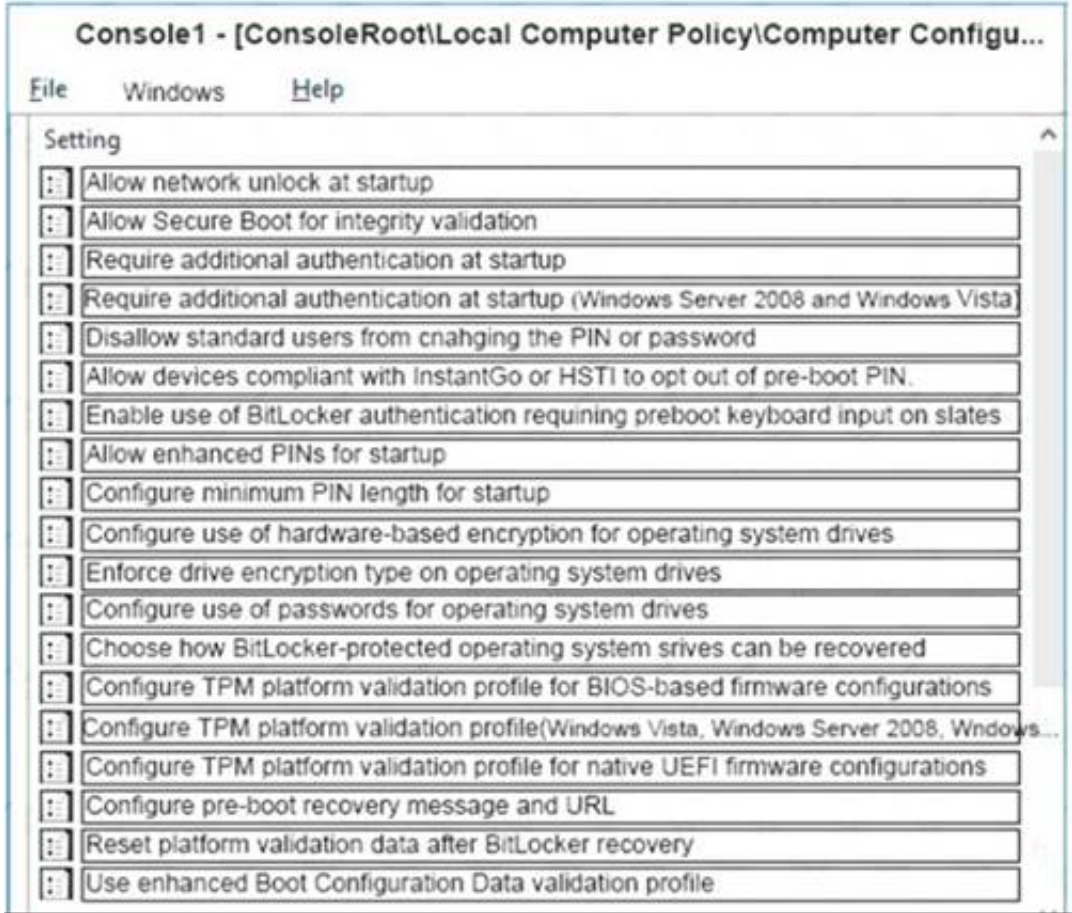 Console1 - [ConsoleRoot\Local Computer Policy\Computer Configu...
File Windows Help
Setting
Allow network unlock at startup
Allow Secure Boot for integrity validation
Require additional authentication at startup
Require additional authentication at startup (Windows Server 2008 and Windows Vista)
Disallow standard users from cnahging the PIN or password
Allow devices compliant with InstantGo or HSTI to opt out of pre-boot PIN.
Enable use of BitLocker authentication requining preboot keyboard input on slates
Allow enhanced PINs for startup
Configure minimum PIN length for startup
Configure use of hardware-based encryption for operating system drives
Enforce drive encryption type on operating system drives
Configure use of passwords for operating system drives
Choose how BitLocker-protected operating system srives can be recovered
Configure TPM platform validation profile for BIOS-based firmware configurations
Configure TPM platform validation profile(Windows Vista, Windows Server 2008, Wndows...
Configure TPM platform validation profile for native UEFI firmware configurations
Configure pre-boot recovery message and URL
Reset platform validation data after BitLocker recovery
Use enhanced Boot Configuration Data validation profile